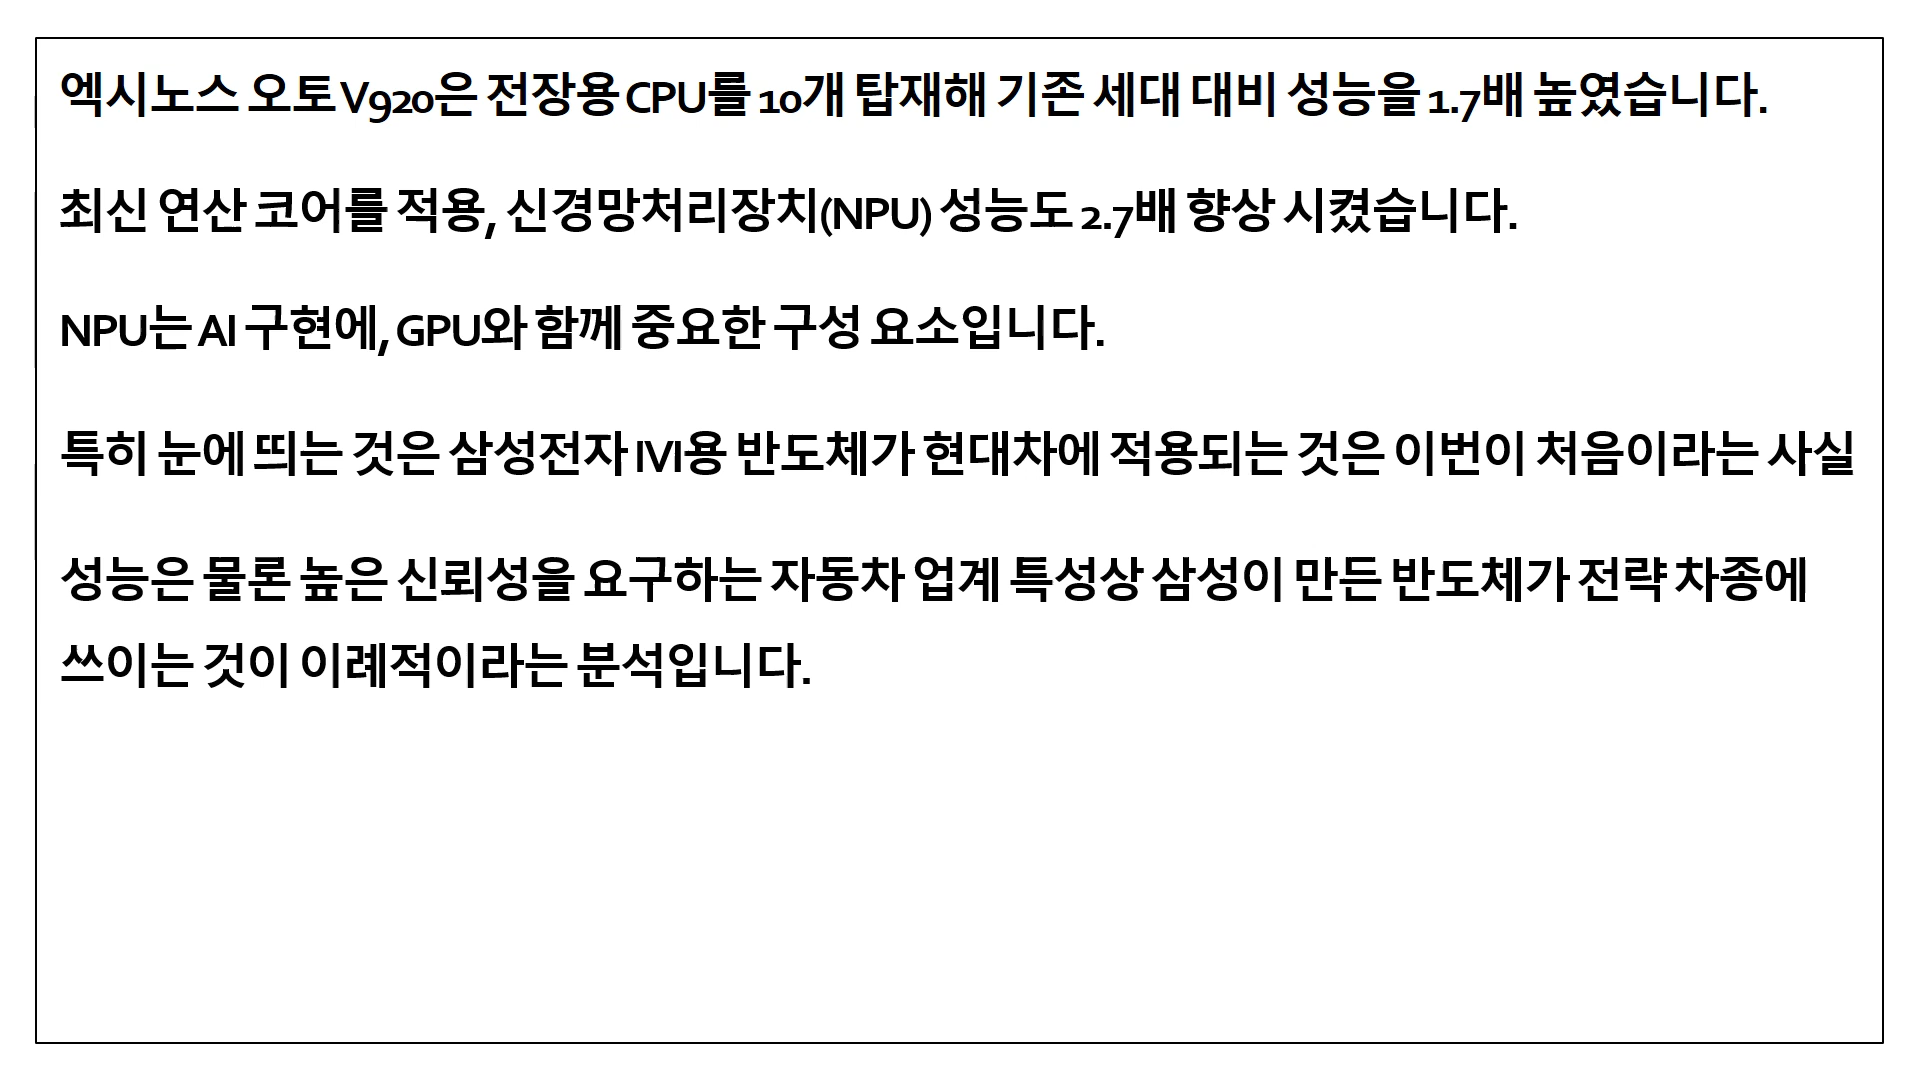 엑시노스 오토 V920은 전장용 CPU를 10개 탑재해 기존 세대 대비 성능을 1.7배 높였습니다.
최신 연산 코어를 적용, 신경망처리장치(NPU) 성능도 2.7배 향상 시켰습니다.
NPU는 AI 구현에, GPU와 함께 중요한 구성 요소입니다.
특히 눈에 띄는 것은 삼성전자 IVI용 반도체가 현대차에 적용되는 것은 이번이 처음이라는 사실
성능은 물론 높은 신뢰성을 요구하는 자동차 업계 특성상 삼성이 만든 반도체가 전략 차종에
쓰이는 것이 이례적이라는 분석입니다.